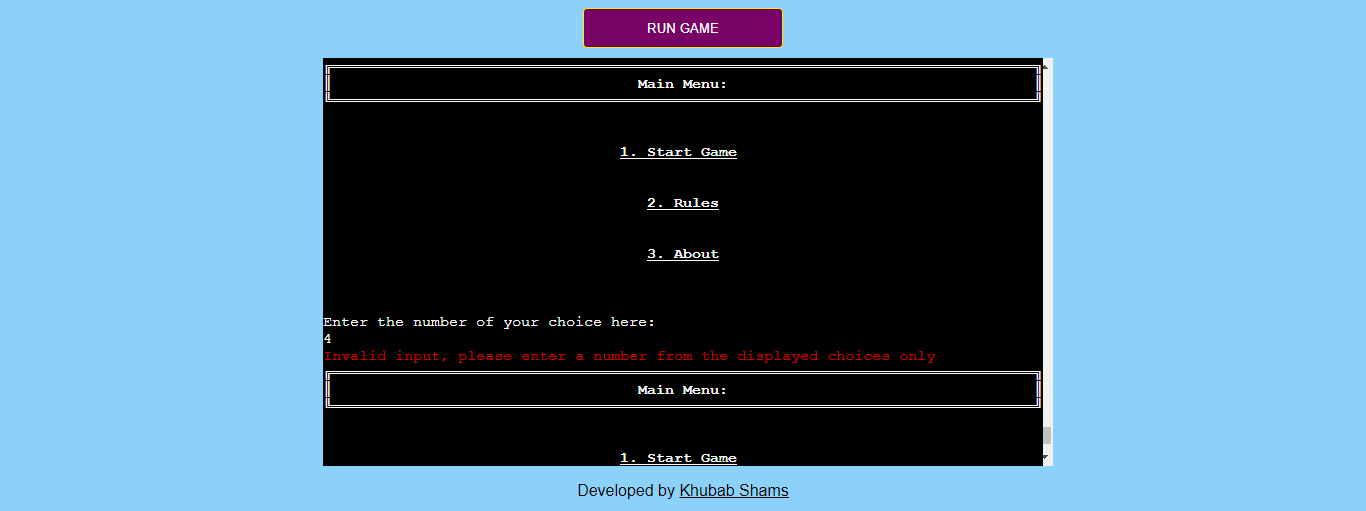 RUN GAME
Main Menu:
1. Start Game
2. Rules
3. About
Enter the number of your choice here:
4
Invalid input, please enter a number from the displayed choices only
Main Menu:
1. Start Game
Developed by Khubab Shams